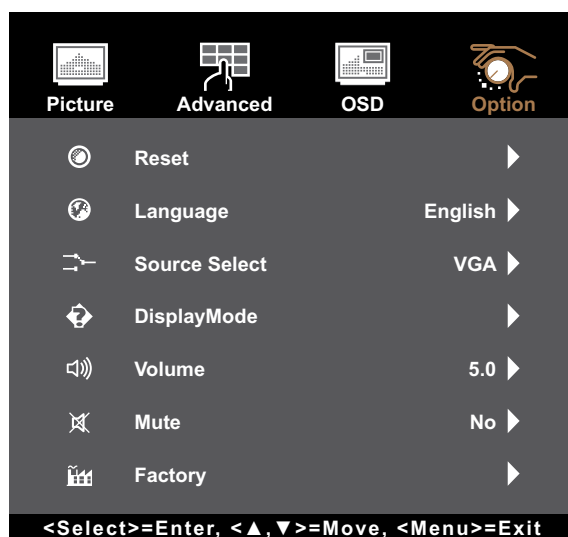 Picture Advanced OSD Option
Reset
Language English
Source Select VGA
DisplayMode
Volume 5.0
Mute No
Factory
<Select>=Enter, <▲,▼>=Move, <Menu>=Exit